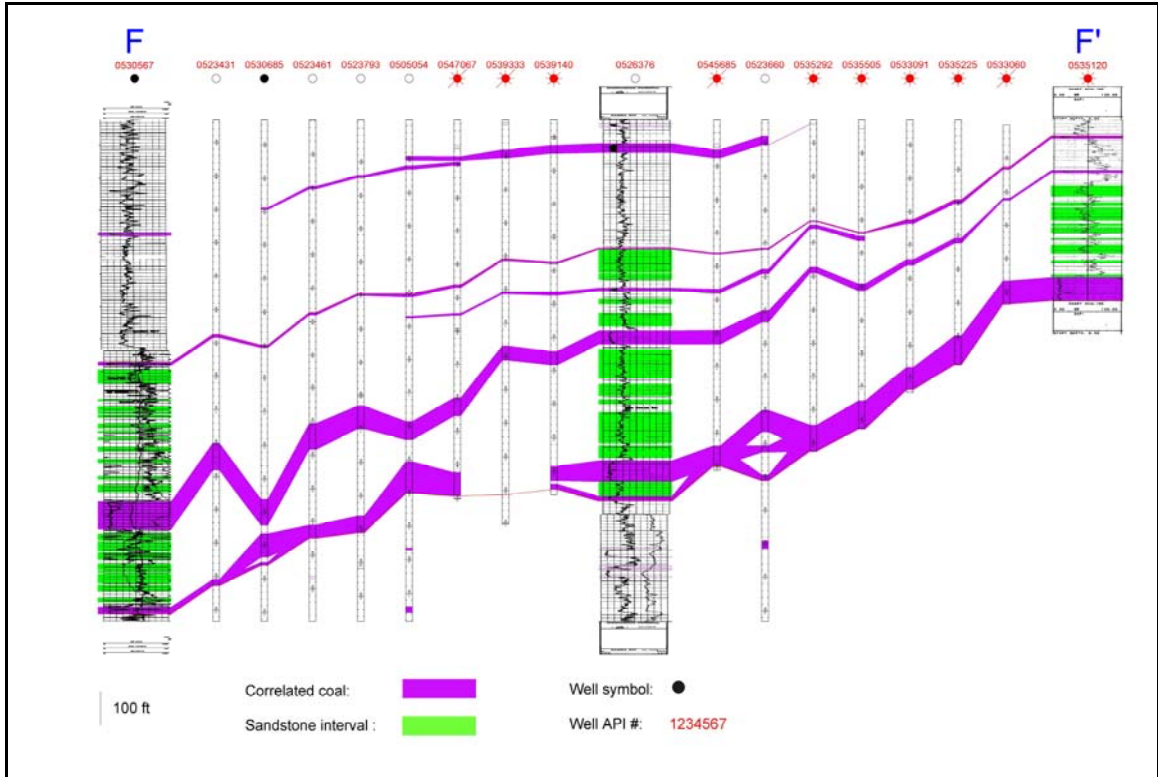 F
F'
0530567 0523431 0530685 0523461 0523793 0505054 0547067 0539333 0539140 0526376 0545685 0523660 0535292 0535505 0533091 0535225 0533060 0535120
100 ft
Correlated coal:
Well symbol:
Sandstone interval :
Well API #: 1234567